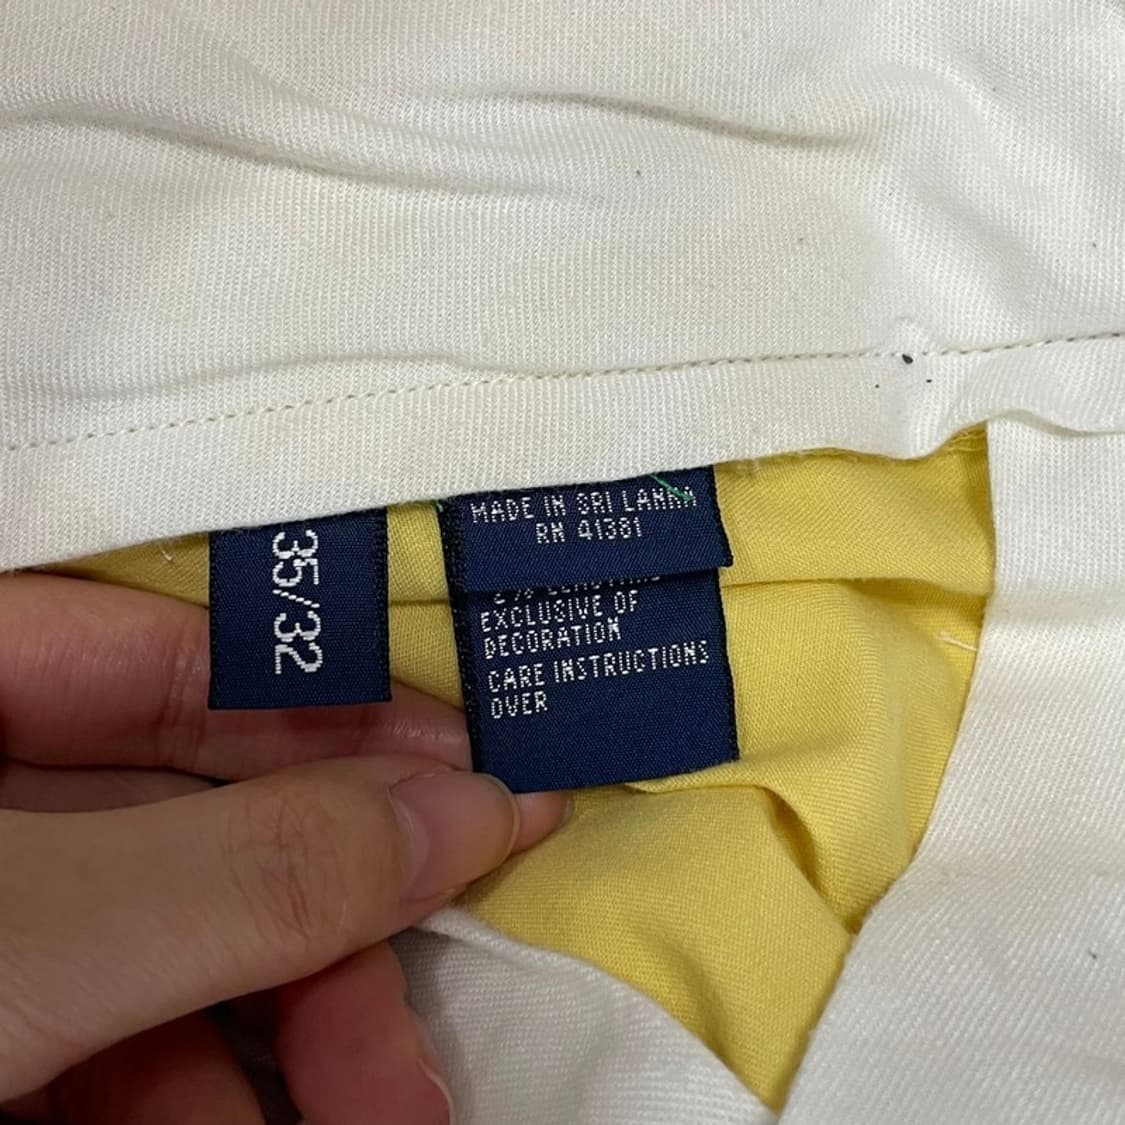 35/32
MADE IN SRI LANKA
RN 41381
EXCLUSIVE OF
DECORATION
CARE INSTRUCTIONS
OVER